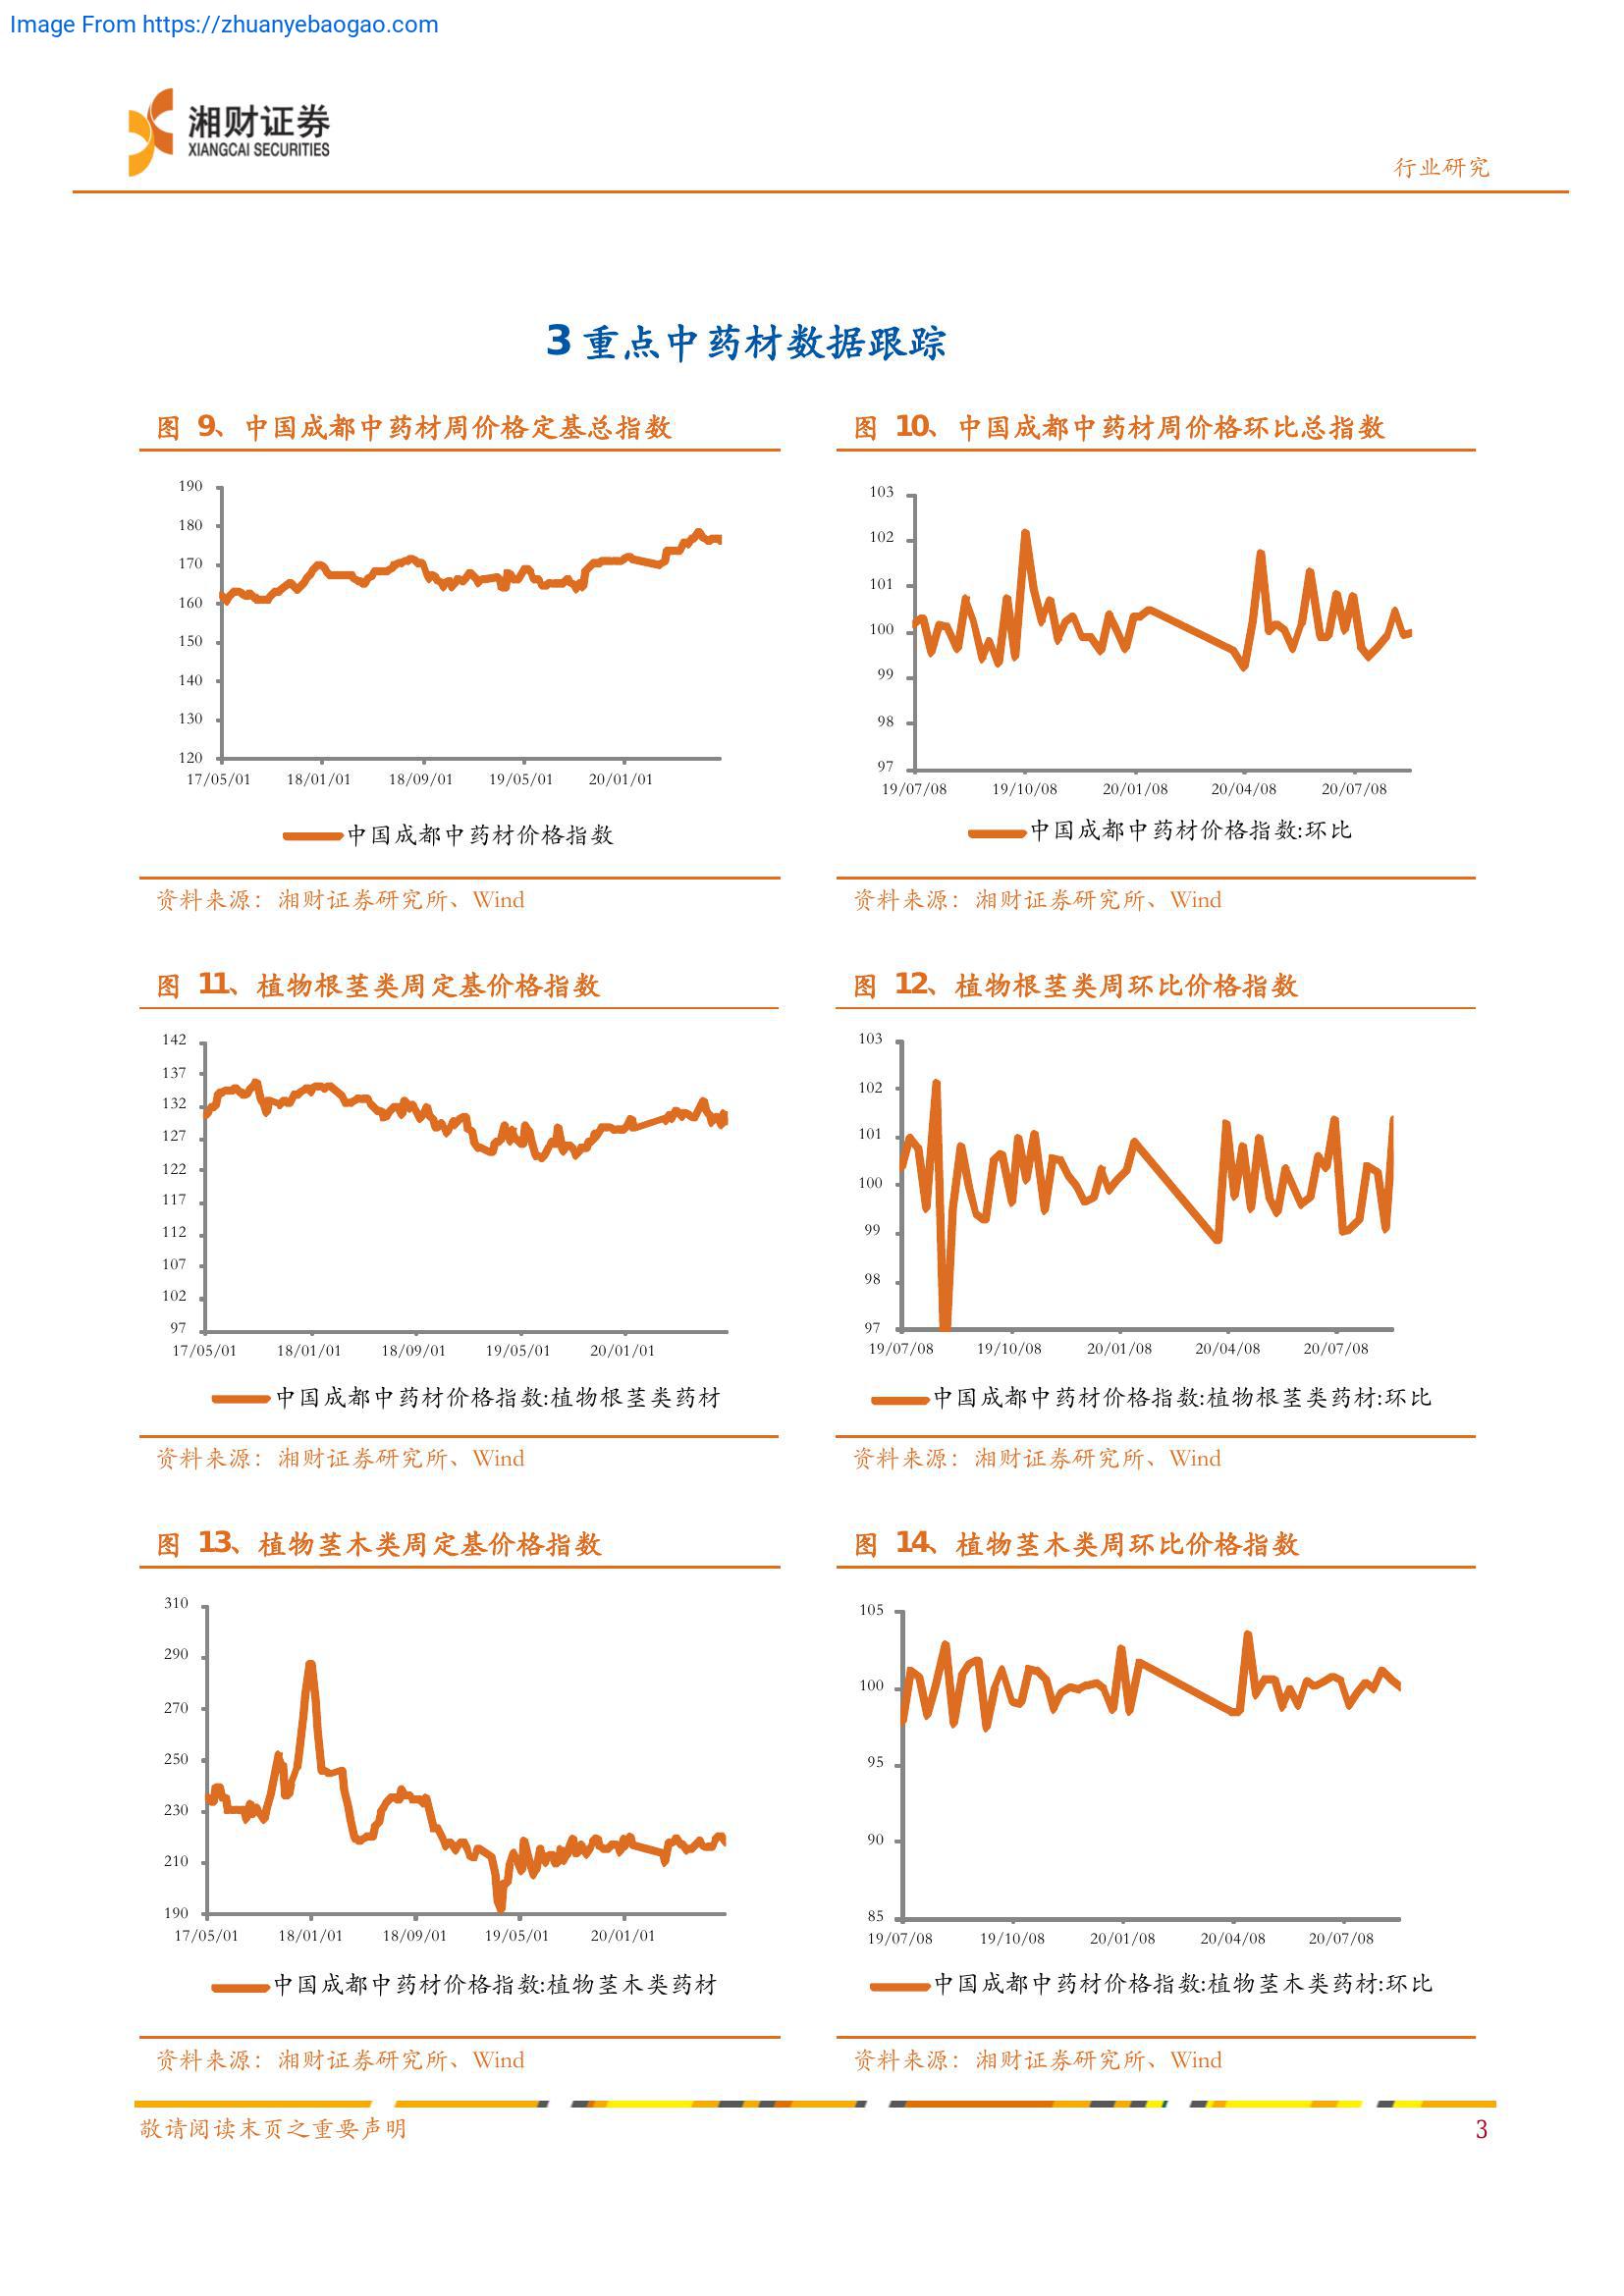 Image From https://zhuanyebaogao.com
湘财证券
XIANGCAI SECURITIES
行业研究
3 重点中药材数据跟踪
图 9、中国成都中药材周价格定基总指数
190
180
170
160
150
140
130
120
17/05/01 18/01/01 18/09/01 19/05/01 20/01/01
中国成都中药材价格指数
资料来源：湘财证券研究所、Wind
图 10、中国成都中药材周价格环比总指数
103
102
101
100
99
98
97
19/07/08 19/10/08 20/01/08 20/04/08 20/07/08
中国成都中药材价格指数:环比
资料来源：湘财证券研究所、Wind
图 11、植物根茎类周定基价格指数
142
137
132
127
122
117
112
107
102
97
17/05/01 18/01/01 18/09/01 19/05/01 20/01/01
中国成都中药材价格指数:植物根茎类药材
资料来源：湘财证券研究所、Wind
图 12、植物根茎类周环比价格指数
103
102
101
100
99
98
97
19/07/08 19/10/08 20/01/08 20/04/08 20/07/08
中国成都中药材价格指数:植物根茎类药材:环比
资料来源：湘财证券研究所、Wind
图 13、植物茎木类周定基价格指数
310
290
270
250
230
210
190
17/05/01 18/01/01 18/09/01 19/05/01 20/01/01
中国成都中药材价格指数:植物茎木类药材
资料来源：湘财证券研究所、Wind
图 14、植物茎木类周环比价格指数
105
100
95
90
85
19/07/08 19/10/08 20/01/08 20/04/08 20/07/08
中国成都中药材价格指数:植物茎木类药材:环比
资料来源：湘财证券研究所、Wind
敬请阅读末页之重要声明
3